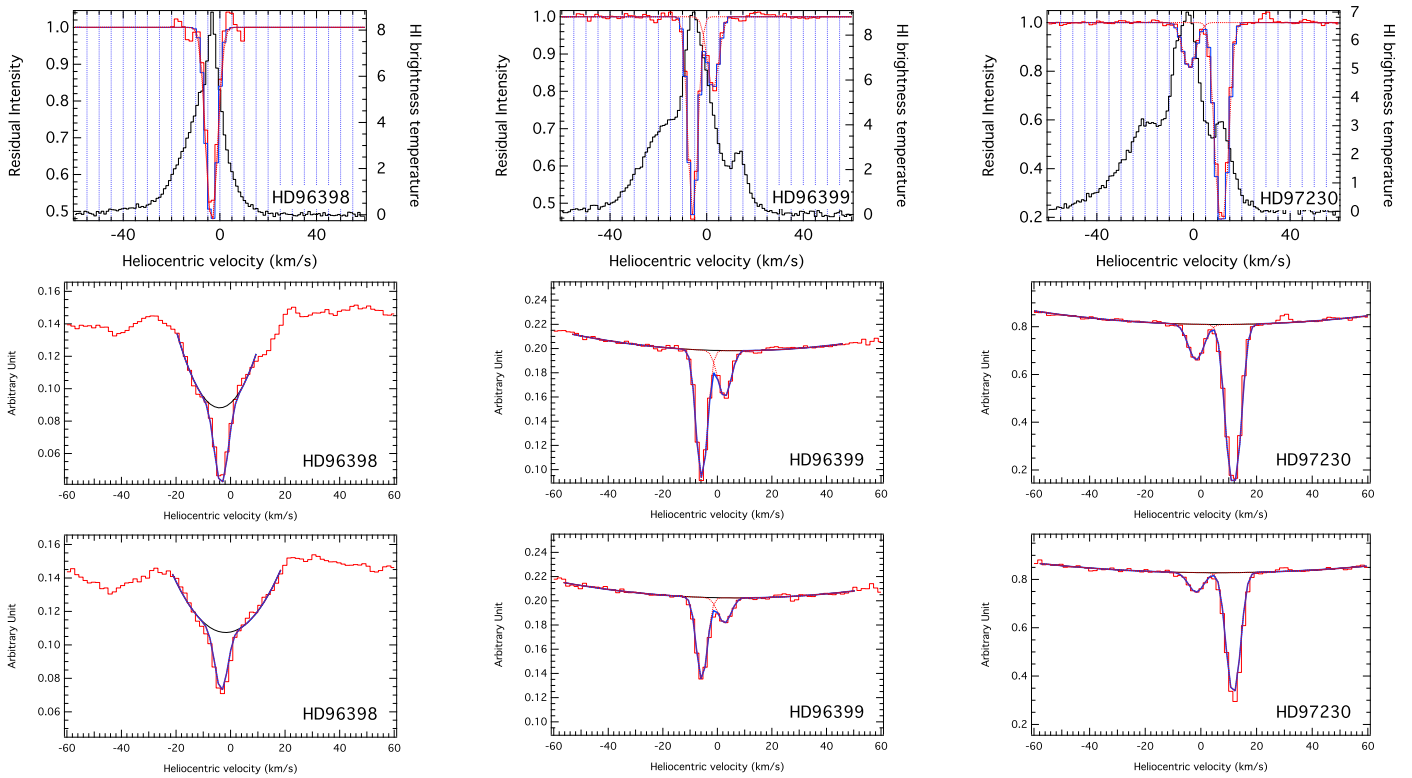 1.0
0.9
0.8
0.7
0.6
0.5
Residual Intensity
8
6
4
2
0
HI brightness temperature
HD96398
-40 0 40
Heliocentric velocity (km/s)
1.0
0.9
0.8
0.7
0.6
0.5
Residual Intensity
8
6
4
2
0
HI brightness temperature
HD96399
-40 0 40
Heliocentric velocity (km/s)
1.0
0.8
0.6
0.4
0.2
Residual Intensity
7
6
5
4
3
2
1
0
HI brightness temperature
HD97230
-40 0 40
Heliocentric velocity (km/s)
0.16
0.14
0.12
0.10
0.08
0.06
Arbitrary Unit
HD96398
-60 -40 -20 0 20 40 60
Heliocentric velocity (km/s)
0.24
0.22
0.20
0.18
0.16
0.14
0.12
0.10
Arbitrary Unit
HD96399
-60 -40 -20 0 20 40 60
Heliocentric velocity (km/s)
0.8
0.6
0.4
0.2
Arbitrary Unit
HD97230
-60 -40 -20 0 20 40 60
Heliocentric velocity (km/s)
0.16
0.14
0.12
0.10
0.08
0.06
Arbitrary Unit
HD96398
-60 -40 -20 0 20 40 60
Heliocentric velocity (km/s)
0.24
0.22
0.20
0.18
0.16
0.14
0.12
0.10
Arbitrary Unit
HD96399
-60 -40 -20 0 20 40 60
Heliocentric velocity (km/s)
0.8
0.6
0.4
0.2
Arbitrary Unit
HD97230
-60 -40 -20 0 20 40 60
Heliocentric velocity (km/s)